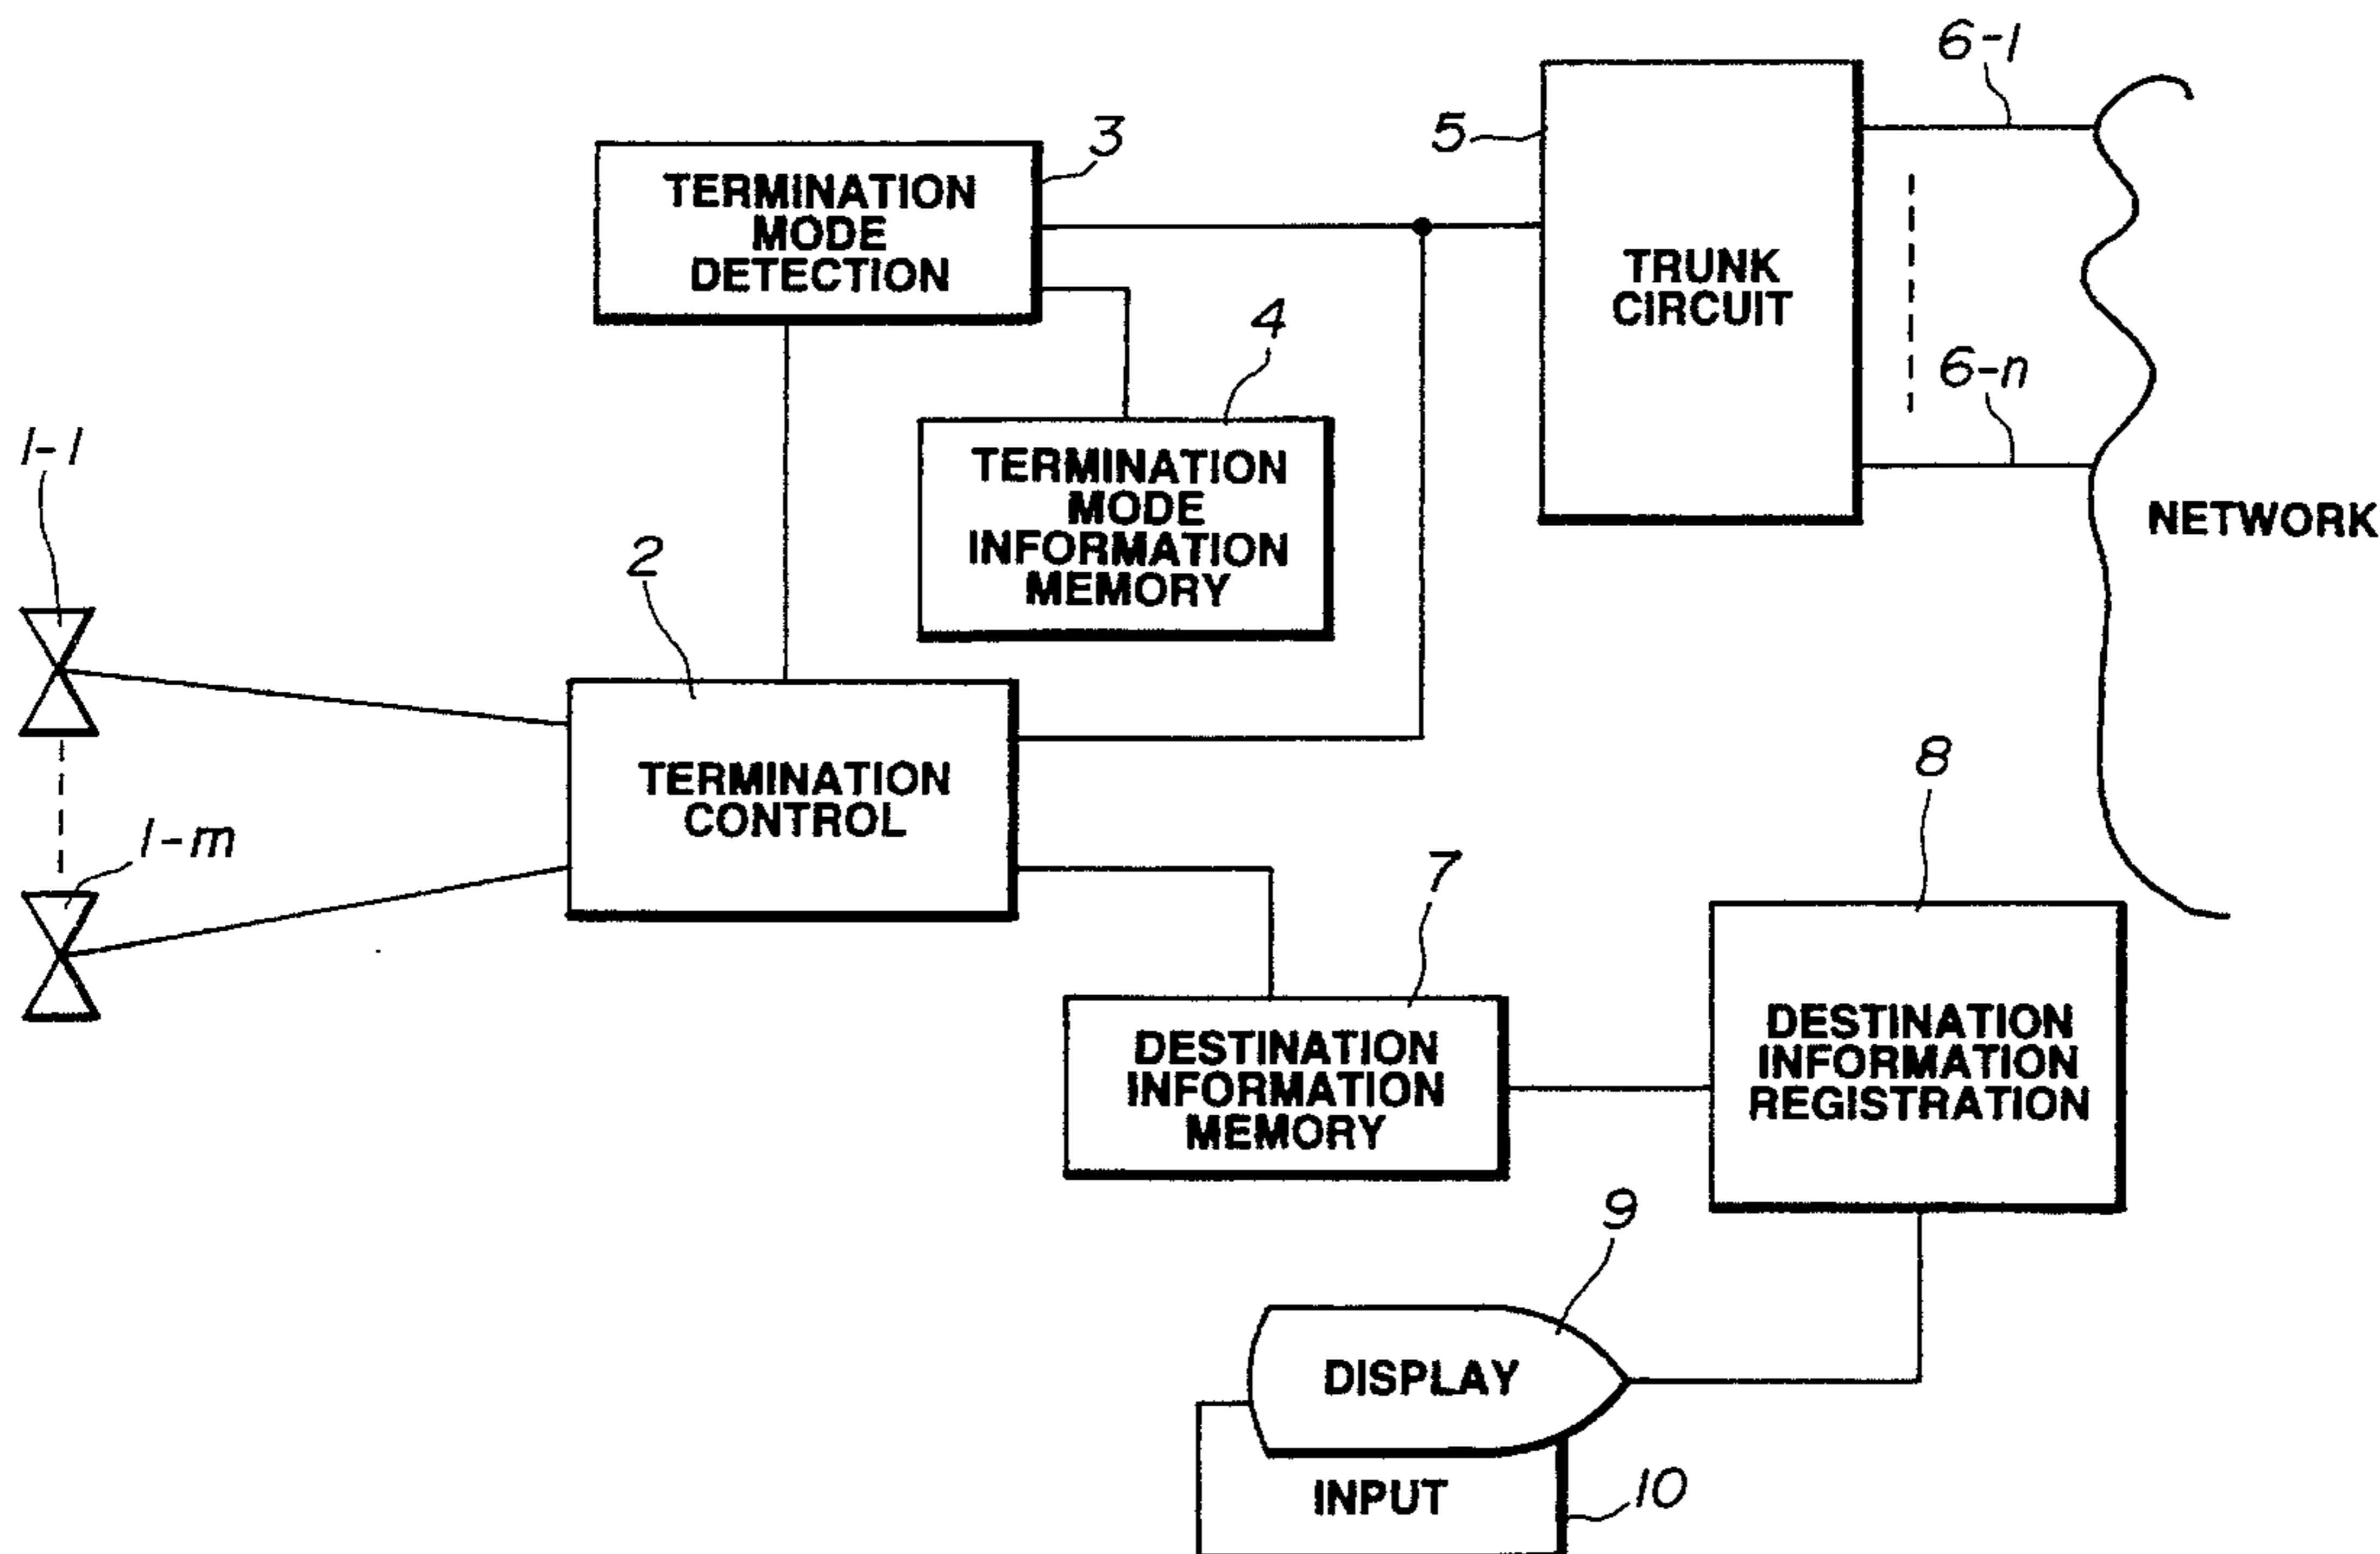 6-1
3
5
TERMINATION
MODE
DETECTION
TRUNK
CIRCUIT
4
6-n
1-1
TERMINATION
MODE
INFORMATION
MEMORY
NETWORK
2
8
TERMINATION
CONTROL
1-m
7
DESTINATION
INFORMATION
MEMORY
DESTINATION
INFORMATION
REGISTRATION
9
DISPLAY
INPUT
10